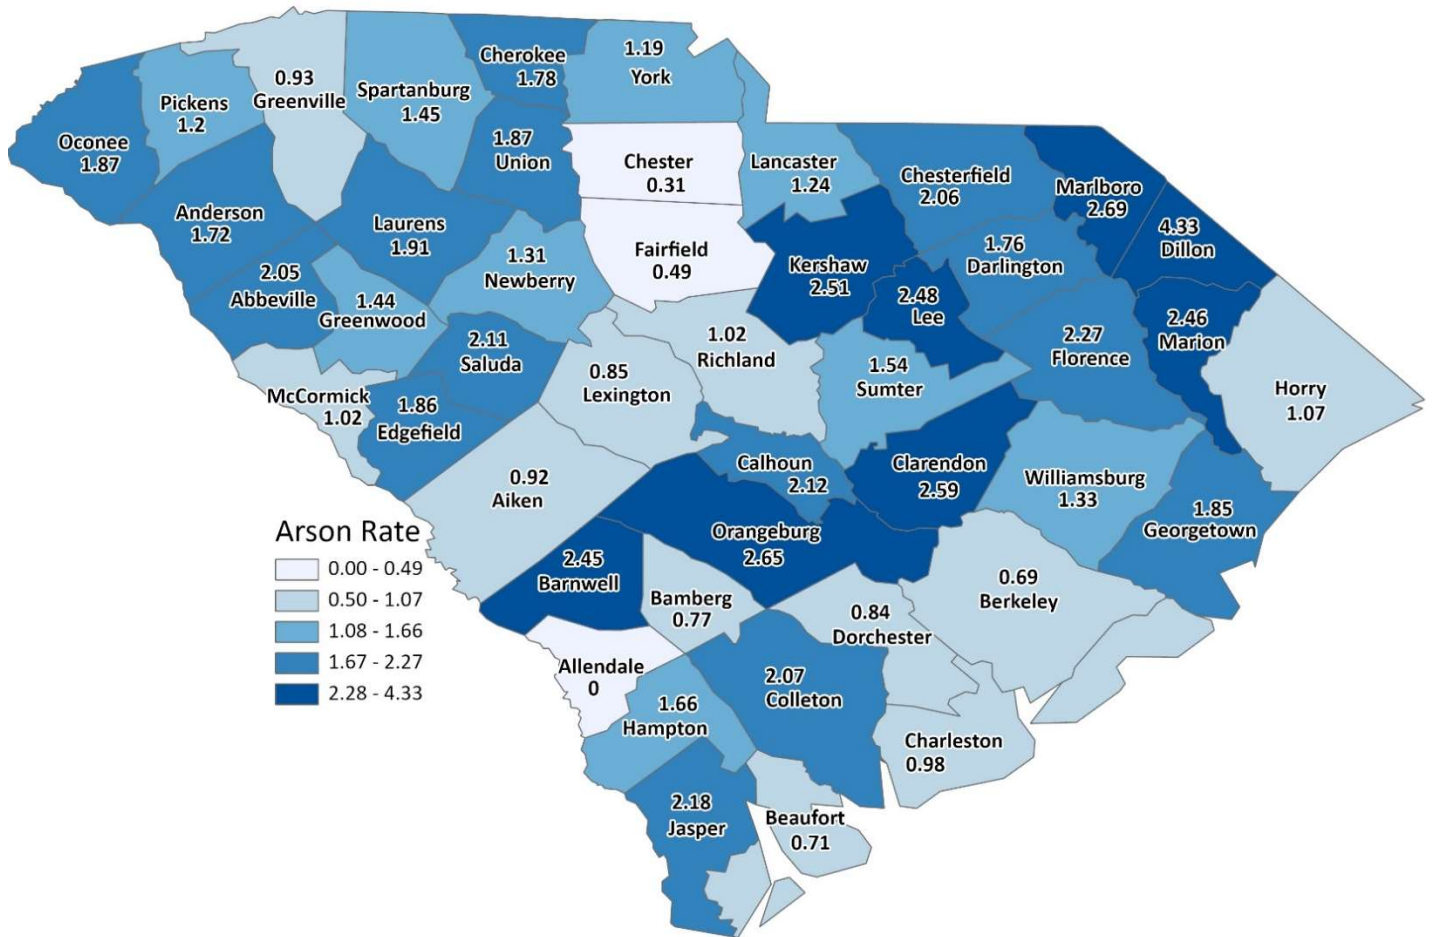 Cherokee
1.78
1.19
York
0.93
Greenville
Spartanburg
1.45
Pickens
1.2
Oconee
1.87
1.87
Union
Chester
0.31
Lancaster
1.24
Chesterfield
2.06
Marlboro
2.69
4.33
Dillon
Anderson
1.72
Laurens
1.91
1.31
Newberry
Fairfield
0.49
Kershaw
2.51
1.76
Darlington
2.05
Abbeville
1.44
Greenwood
2.48
Lee
2.46
Marion
2.27
Florence
2.11
Saluda
1.02
Richland
0.85
Lexington
1.54
Sumter
Horry
1.07
McCormick
1.02
1.86
Edgefield
0.92
Aiken
Calhoun
2.12
Clarendon
2.59
Williamsburg
1.33
1.85
Georgetown
Orangeburg
2.65
2.45
Barnwell
Bamberg
0.77
0.69
Berkeley
0.84
Dorchester
Allendale
0
2.07
Colleton
1.66
Hampton
Charleston
0.98
2.18
Jasper
Beaufort
0.71
Arson Rate
0.00 - 0.49
0.50 - 1.07
1.08 - 1.66
1.67 - 2.27
2.28 - 4.33